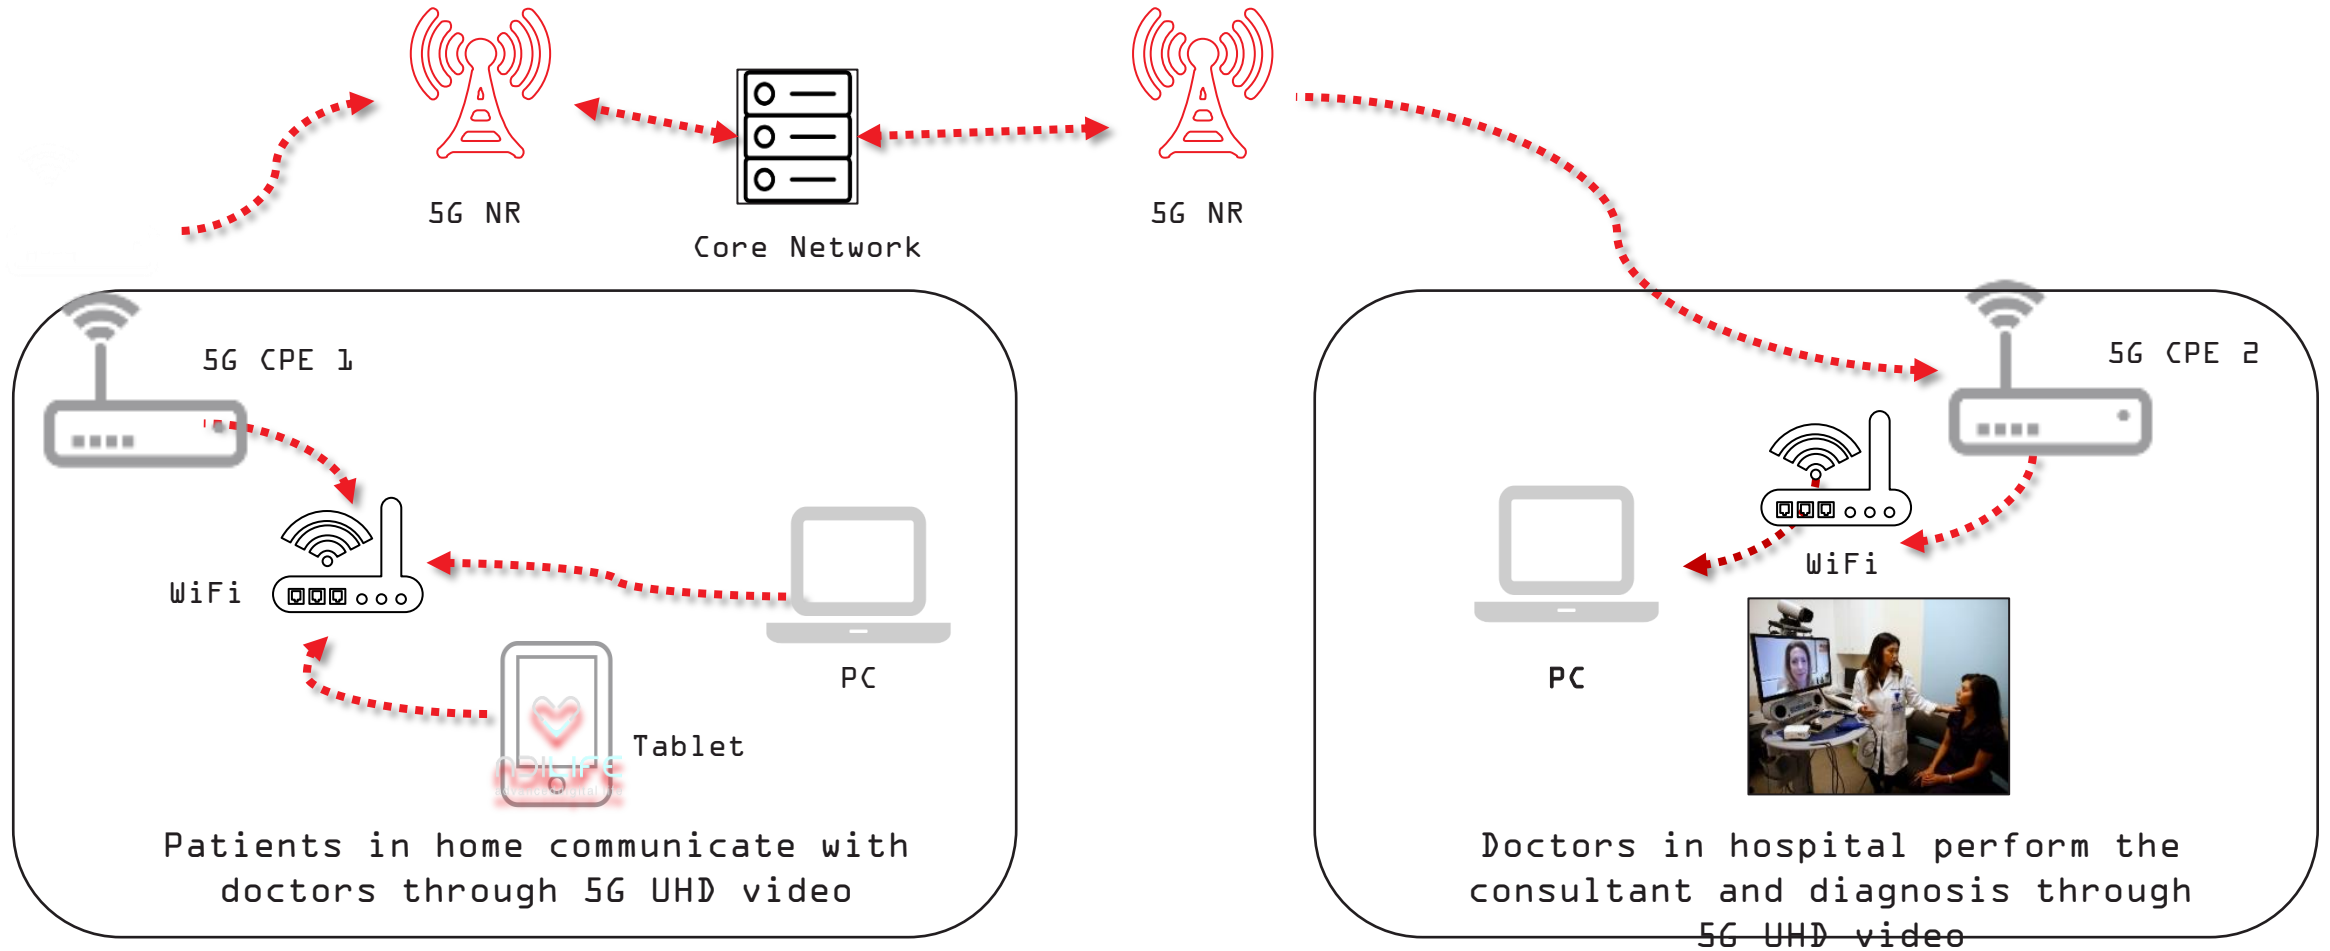 5G NR
5G NR
Core Network
5G CPE 1
5G CPE 2
WiFi
WiFi
PC
PC
Tablet
Patients in home communicate with
doctors through 5G UHD video
Doctors in hospital perform the
consultant and diagnosis through
5G UHD video